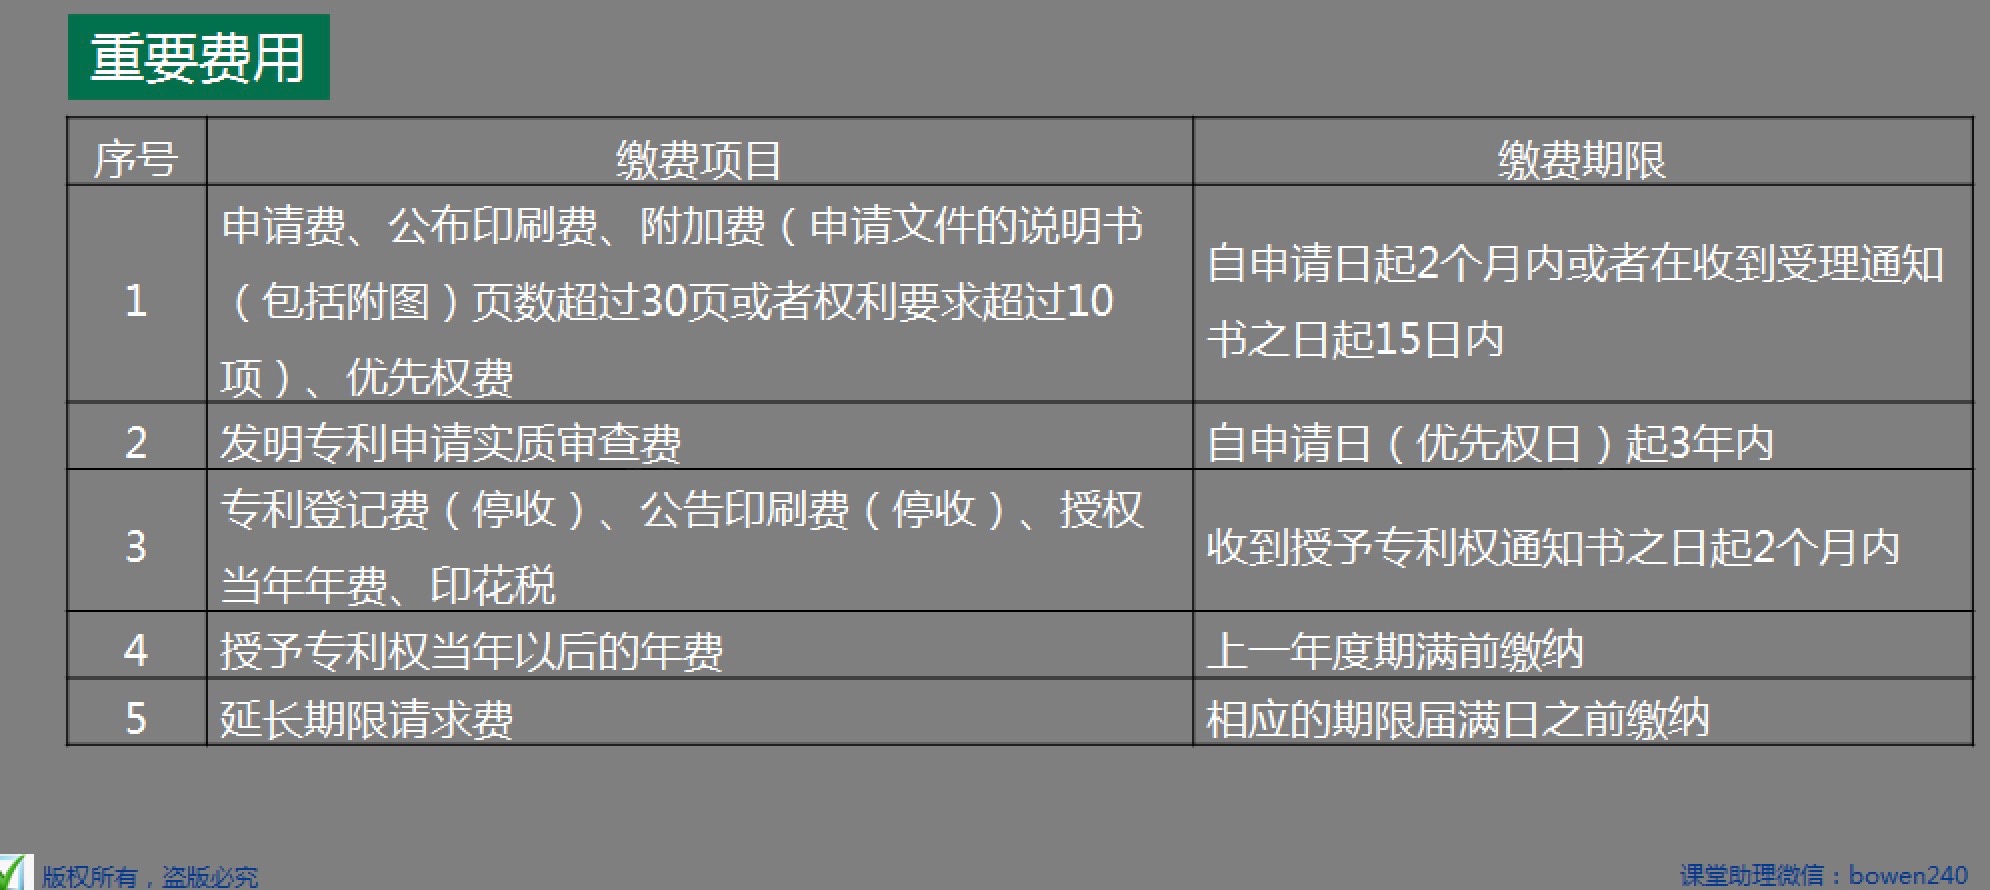 重要费用
序号 缴费项目 缴费期限
1 申请费、公布印刷费、附加费（申请文件的说明书
（包括附图）页数超过30页或者权利要求超过10
项）、优先权费
自申请日起2个月内或者在收到受理通知
书之日起15日内
2 发明专利申请实质审查费 自申请日（优先权日）起3年内
3 专利登记费（停收）、公告印刷费（停收）、授权
当年年费、印花税
收到授予专利权通知书之日起2个月内
4 授予专利权当年以后的年费 上一年度期满前缴纳
5 延长期限请求费 相应的期限届满日之前缴纳
版权所有，盗版必究 课堂助理微信：bowen240